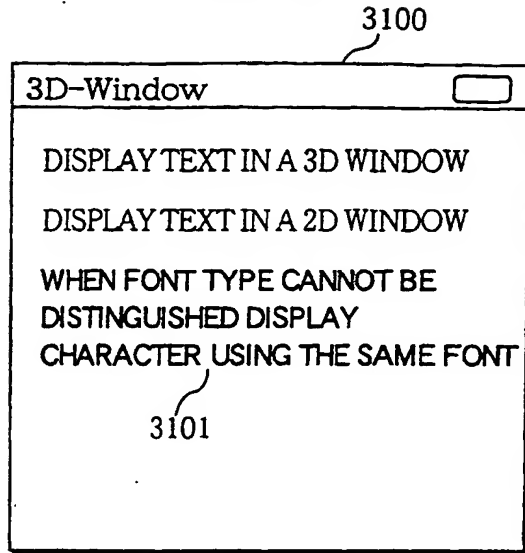 3100
3D-Window
DISPLAY TEXT IN A 3D WINDOW
DISPLAY TEXT IN A 2D WINDOW
WHEN FONT TYPE CANNOT BE
DISTINGUISHED DISPLAY
CHARACTER USING THE SAME FONT
3101